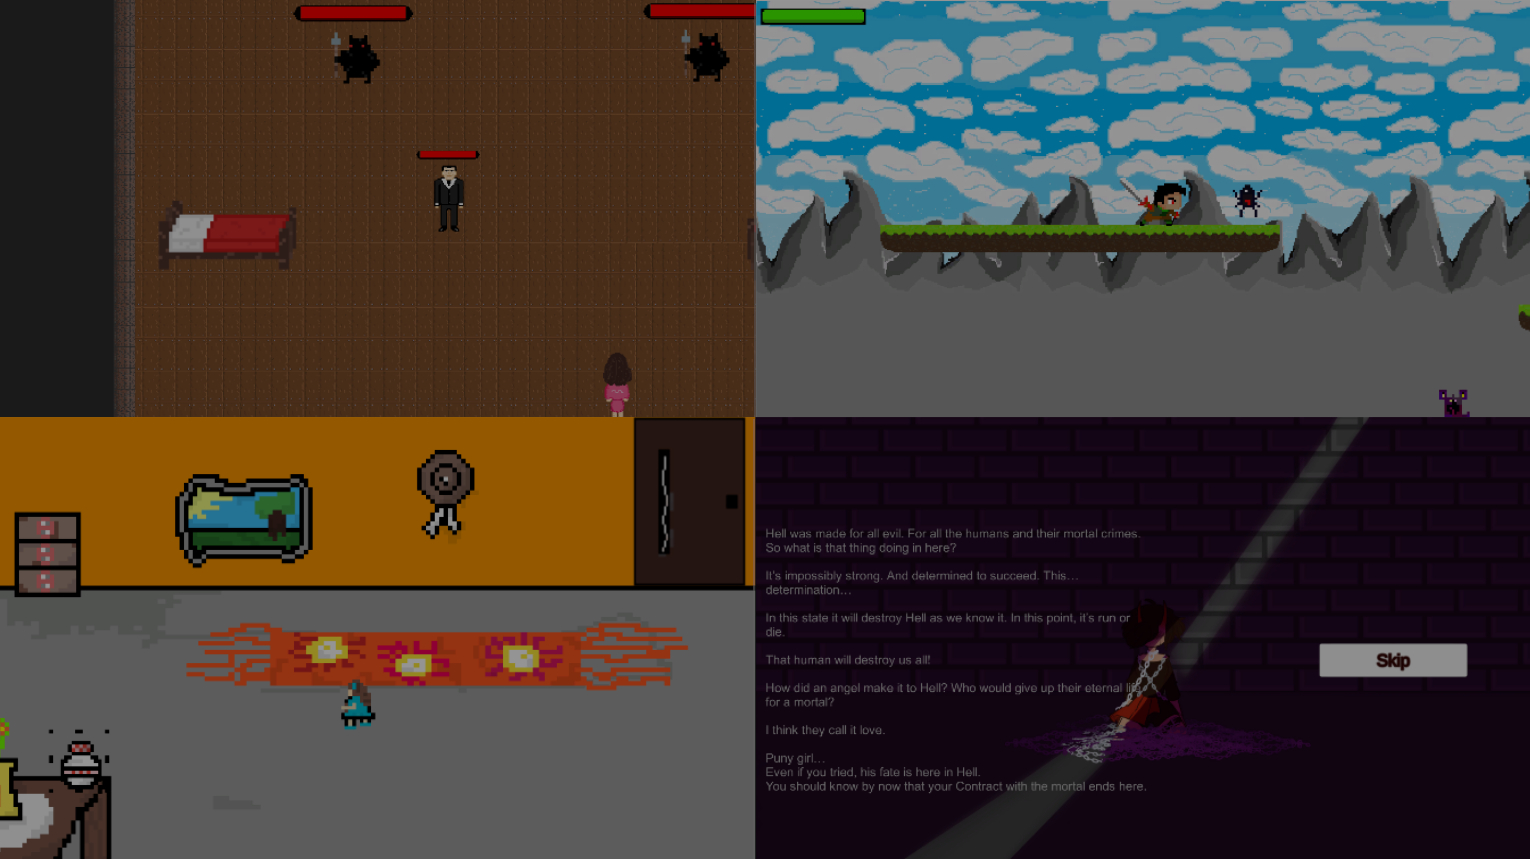 Hell was made for all evil. For all the humans and their mortal crimes.
So what is that thing doing in here?
It's impossibly strong. And determined to succeed. This...
determination...
In this state it will destroy Hell as we know it. In this point, it's run or
die.
That human will destroy us all!
How did an angel make it to Hell? Who would give up their eternal life
for a mortal?
I think they call it love.
Puny girl...
Even if you tried, his fate is here in Hell.
You should know by now that your Contract with the mortal ends here.
Skip